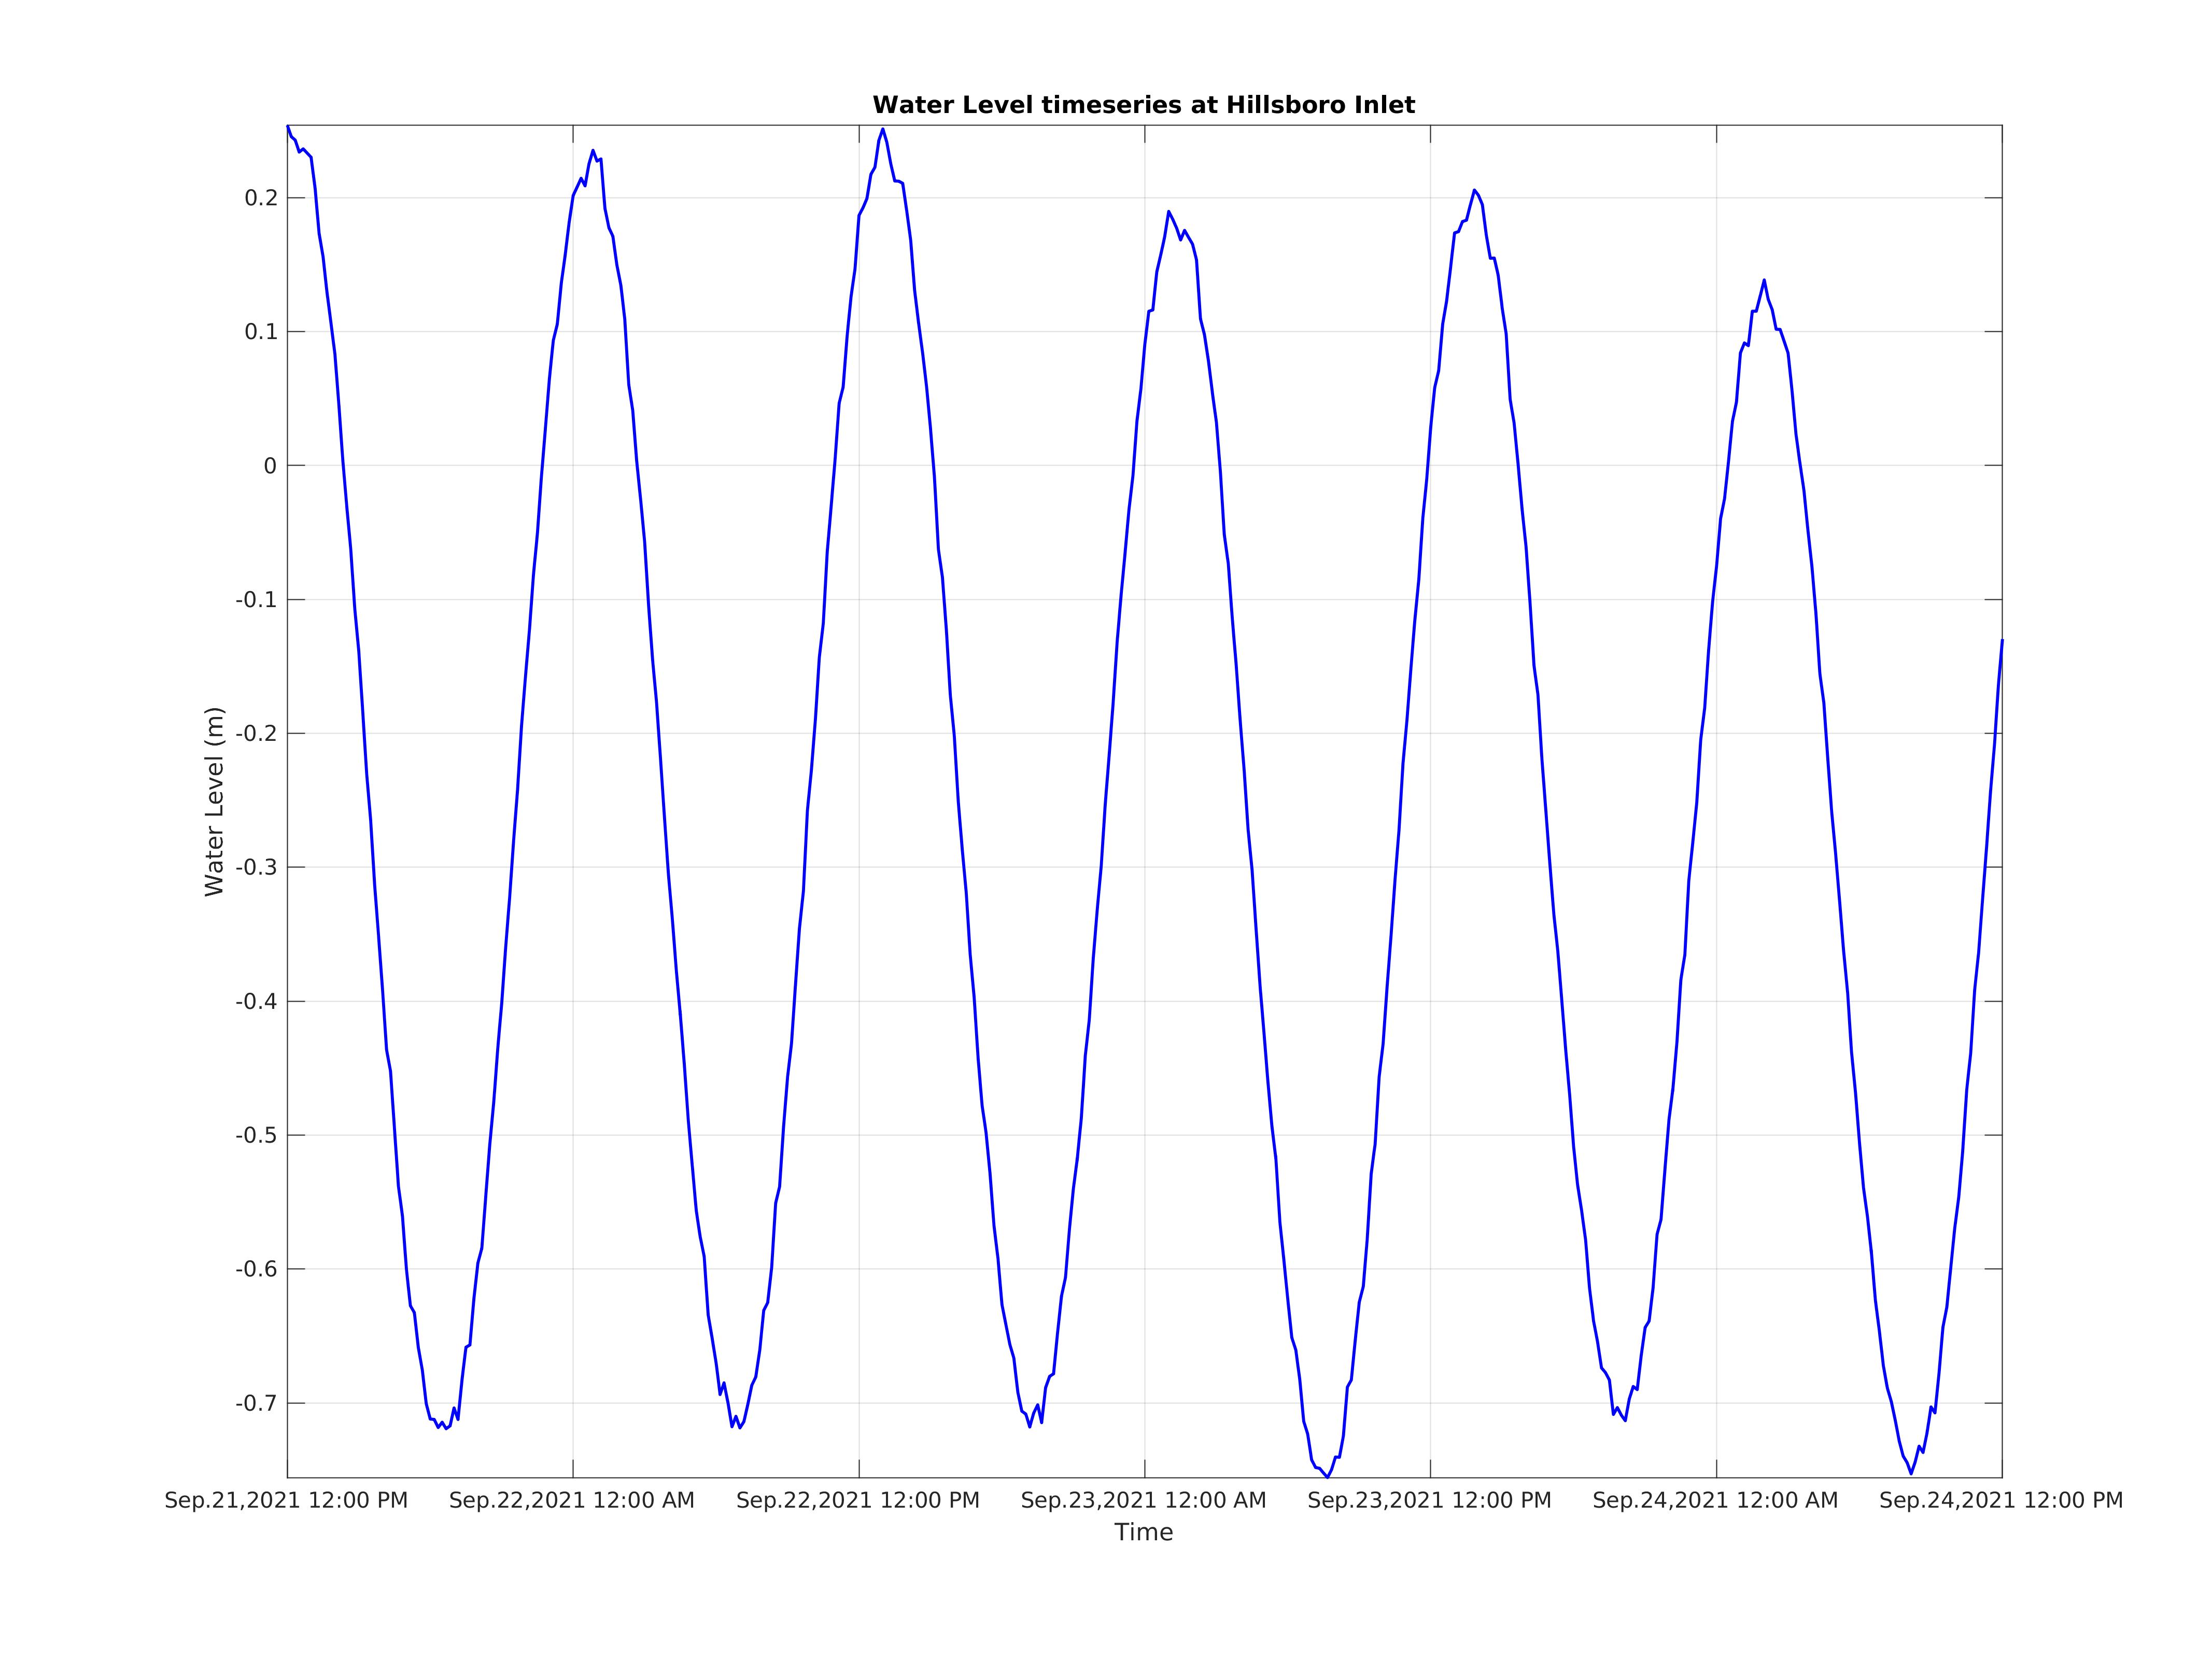 Water Level timeseries at Hillsboro Inlet
0.2
0.1
0
-0.1
-0.2
-0.3
-0.4
-0.5
-0.6
-0.7
Water Level (m)
Sep.21,2021 12:00 PM
Sep.22,2021 12:00 AM
Sep.22,2021 12:00 PM
Sep.23,2021 12:00 AM
Sep.23,2021 12:00 PM
Sep.24,2021 12:00 AM
Sep.24,2021 12:00 PM
Time